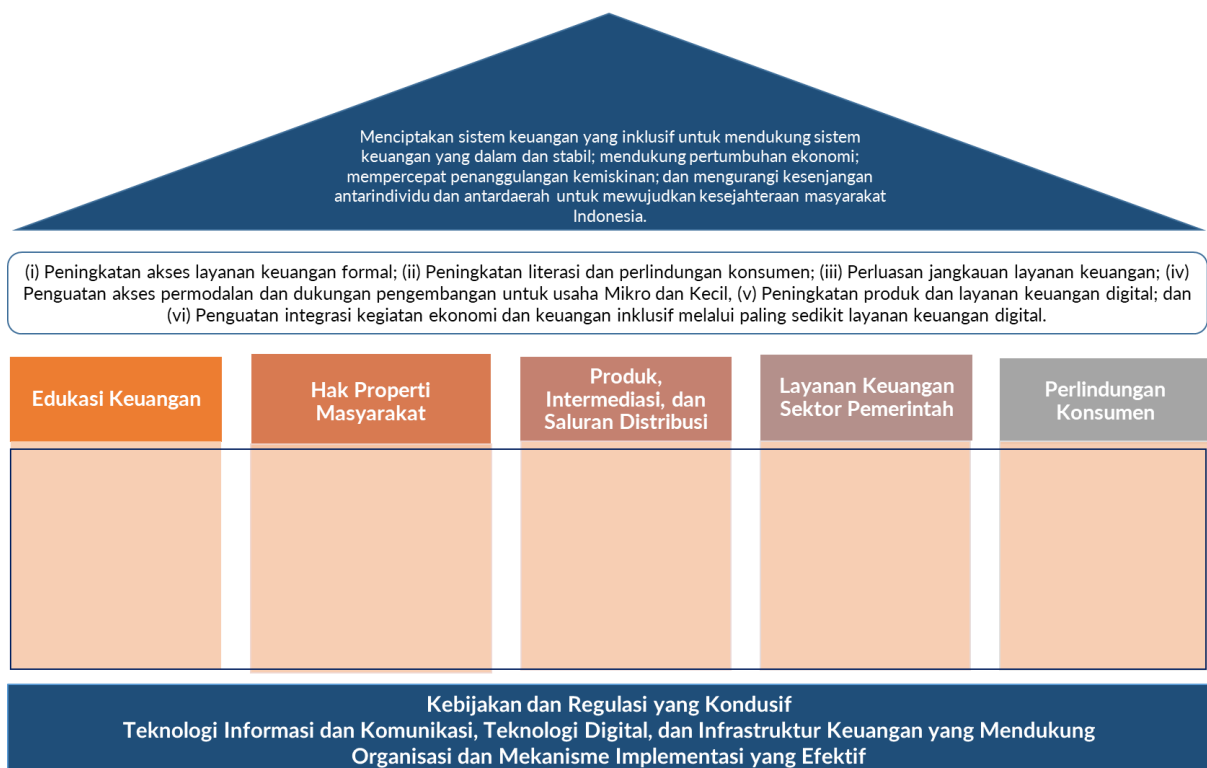 Menciptakan sistem keuangan yang inklusif untuk mendukung sistem
keuangan yang dalam dan stabil; mendukung pertumbuhan ekonomi;
mempercepat penanggulangan kemiskinan; dan mengurangi kesenjangan
antarindividu dan antardaerah untuk mewujudkan kesejahteraan masyarakat
Indonesia.
(i) Peningkatan akses layanan keuangan formal; (ii) Peningkatan literasi dan perlindungan konsumen; (iii) Perluasan jangkauan layanan keuangan; (iv)
Penguatan akses permodalan dan dukungan pengembangan untuk usaha Mikro dan Kecil, (v) Peningkatan produk dan layanan keuangan digital; dan
(vi) Penguatan integrasi kegiatan ekonomi dan keuangan inklusif melalui paling sedikit layanan keuangan digital.
Edukasi Keuangan
Hak Properti
Masyarakat
Produk,
Intermediasi, dan
Saluran Distribusi
Layanan Keuangan
Sektor Pemerintah
Perlindungan
Konsumen
Kebijakan dan Regulasi yang Kondusif
Teknologi Informasi dan Komunikasi, Teknologi Digital, dan Infrastruktur Keuangan yang Mendukung
Organisasi dan Mekanisme Implementasi yang Efektif